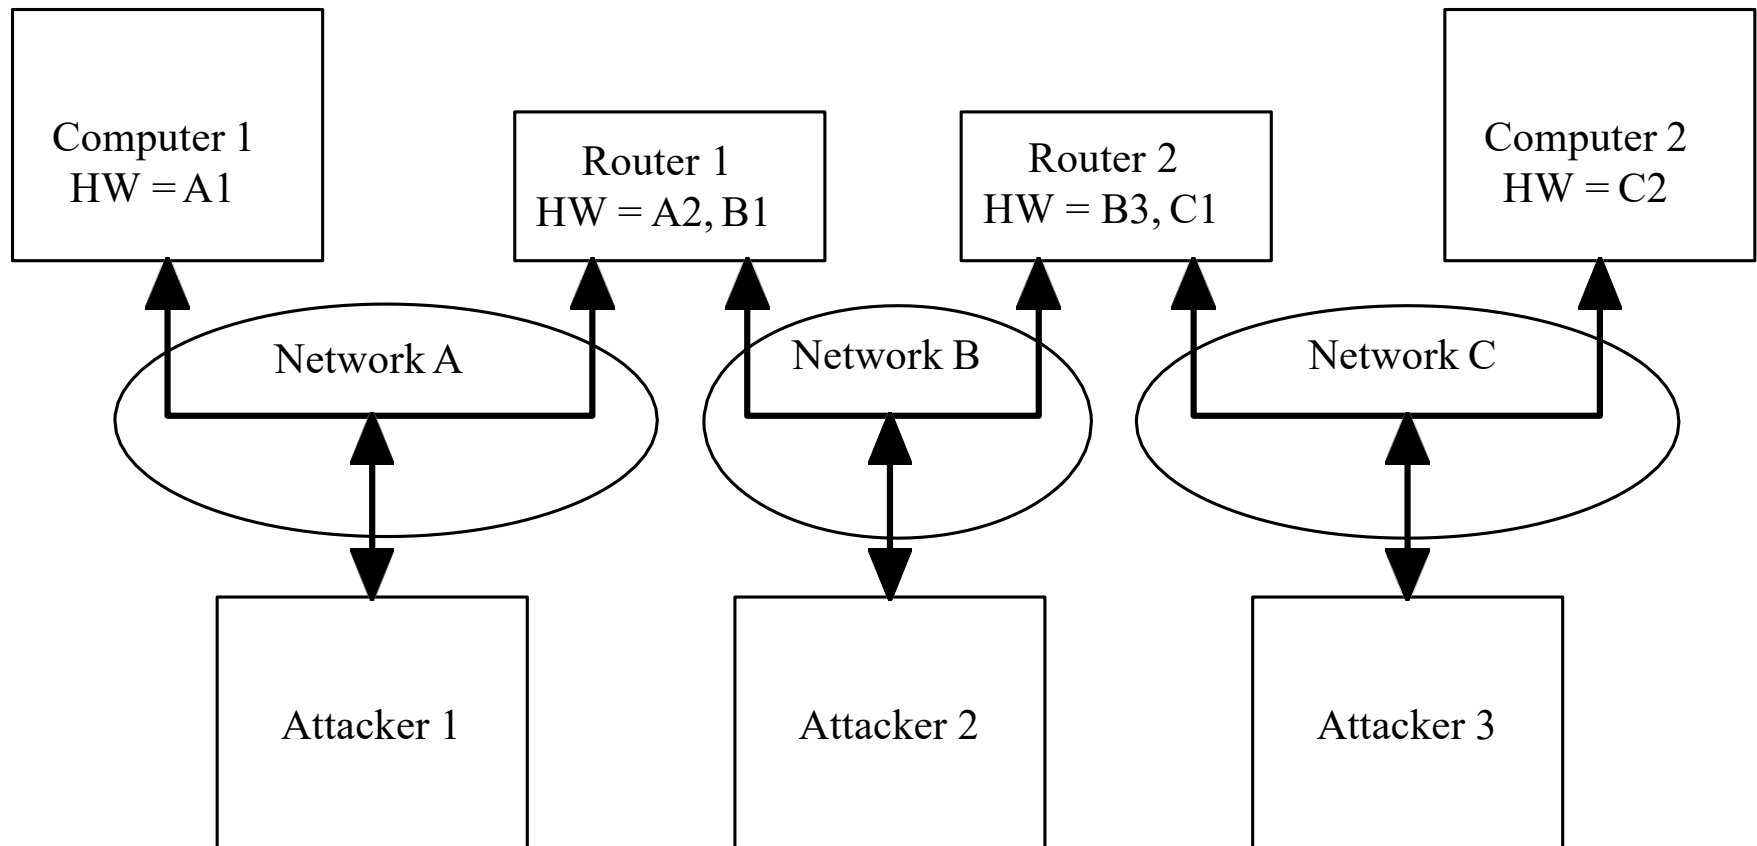 Computer 1
HW = A1
Router 1
HW = A2, B1
Router 2
HW = B3, C1
Computer 2
HW = C2
Network A
Network B
Network C
Attacker 1
Attacker 2
Attacker 3